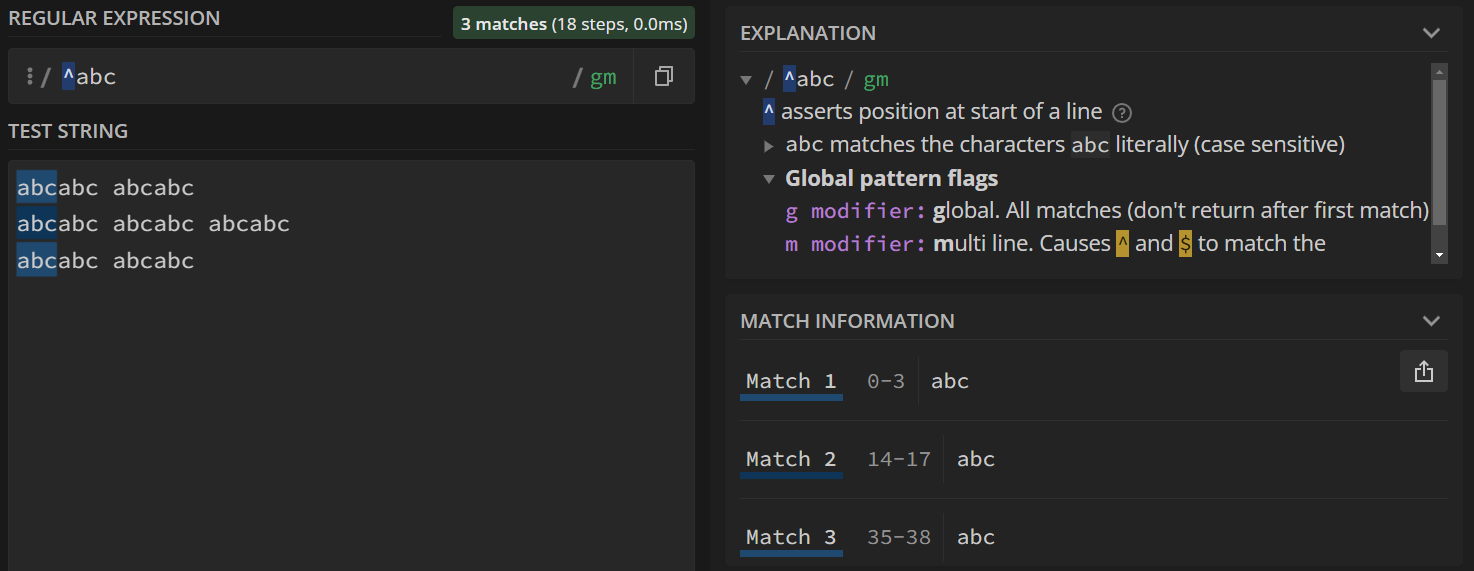 REGULAR EXPRESSION
3 matches (18 steps, 0.0ms)
/ ^abc / gm
TEST STRING
abcabc abcabc
abcabc abcabc abcabc
abcabc abcabc
EXPLANATION
/ ^abc / gm
^ asserts position at start of a line ?
abc matches the characters abc literally (case sensitive)
Global pattern flags
g modifier: global. All matches (don't return after first match)
m modifier: multi line. Causes ^ and $ to match the
MATCH INFORMATION
Match 1 0-3 abc
Match 2 14-17 abc
Match 3 35-38 abc